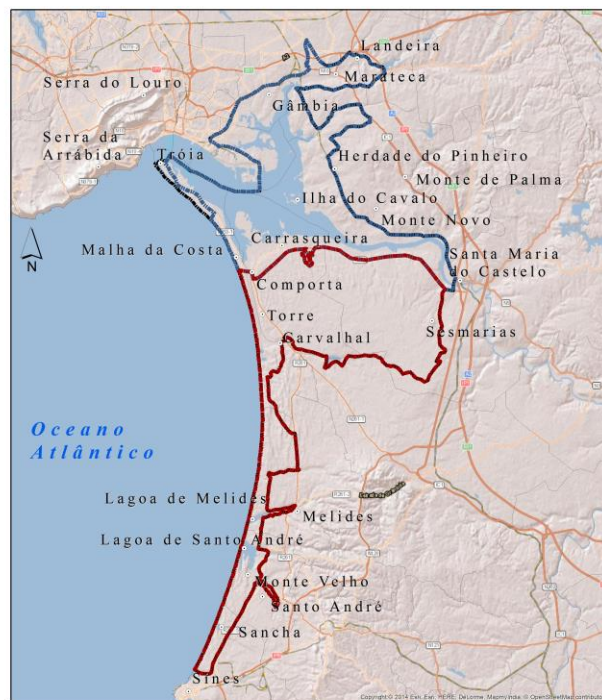 Landeira
Marateca
Serra do Louro
Gâmbia
Serra da
Arrábida
Tróia
Herdade do Pinheiro
Monte de Palma
Ilha do Cavalo
Monte Novo
N
Malha da Costa
Carrasqueira
Santa Maria
do Castelo
Comporta
Torre
Sesmarias
Carvalhal
Oceano
Atlântico
Lagoa de Melides
Melides
Lagoa de Santo André
Monte Velho
Santo André
Sancha
Sines